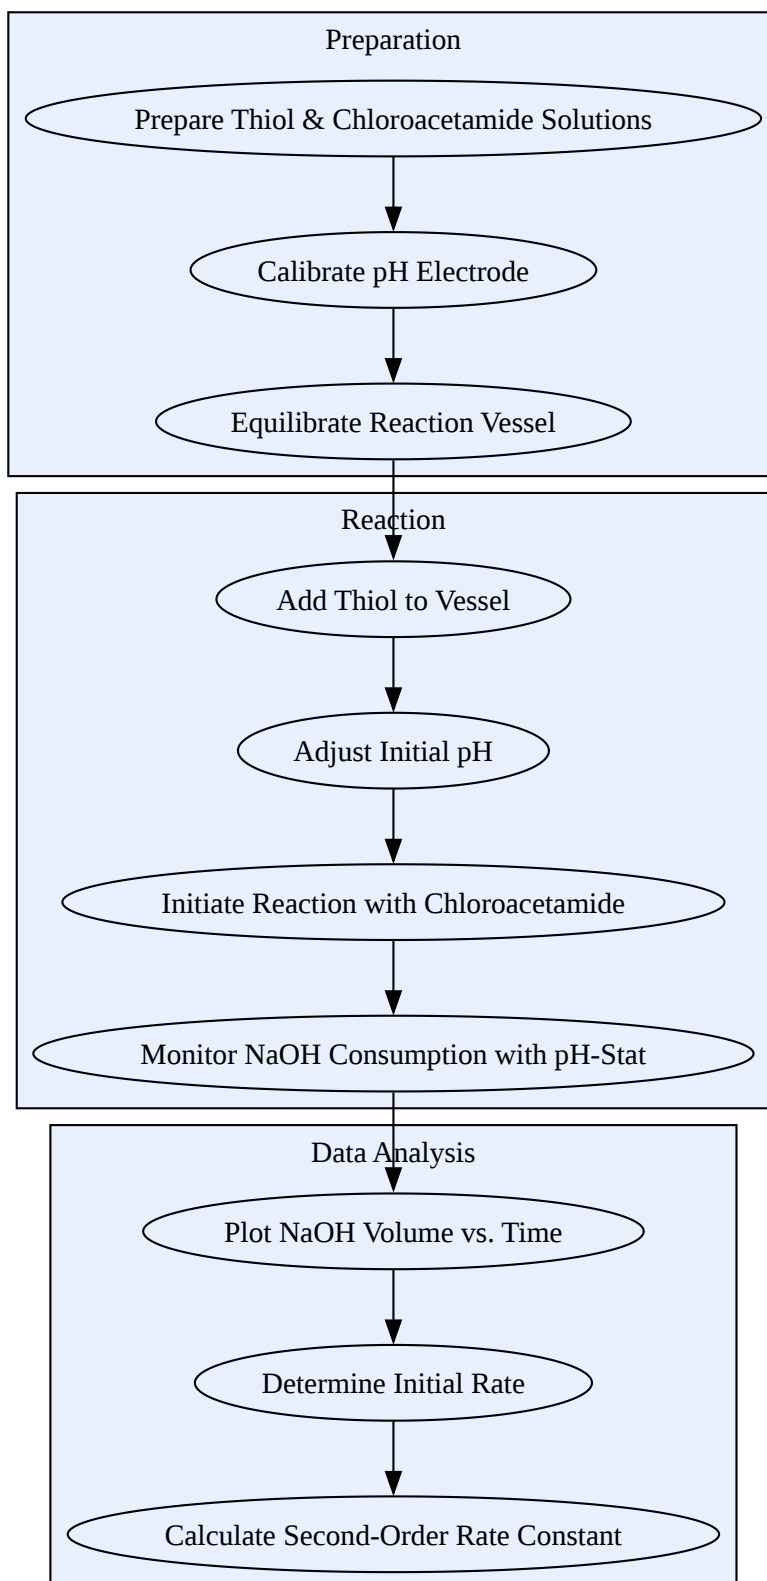 Preparation
Prepare Thiol & Chloroacetamide Solutions
Calibrate pH Electrode
Equilibrate Reaction Vessel
Reaction
Add Thiol to Vessel
Adjust Initial pH
Initiate Reaction with Chloroacetamide
Monitor NaOH Consumption with pH-Stat
Data Analysis
Plot NaOH Volume vs. Time
Determine Initial Rate
Calculate Second-Order Rate Constant